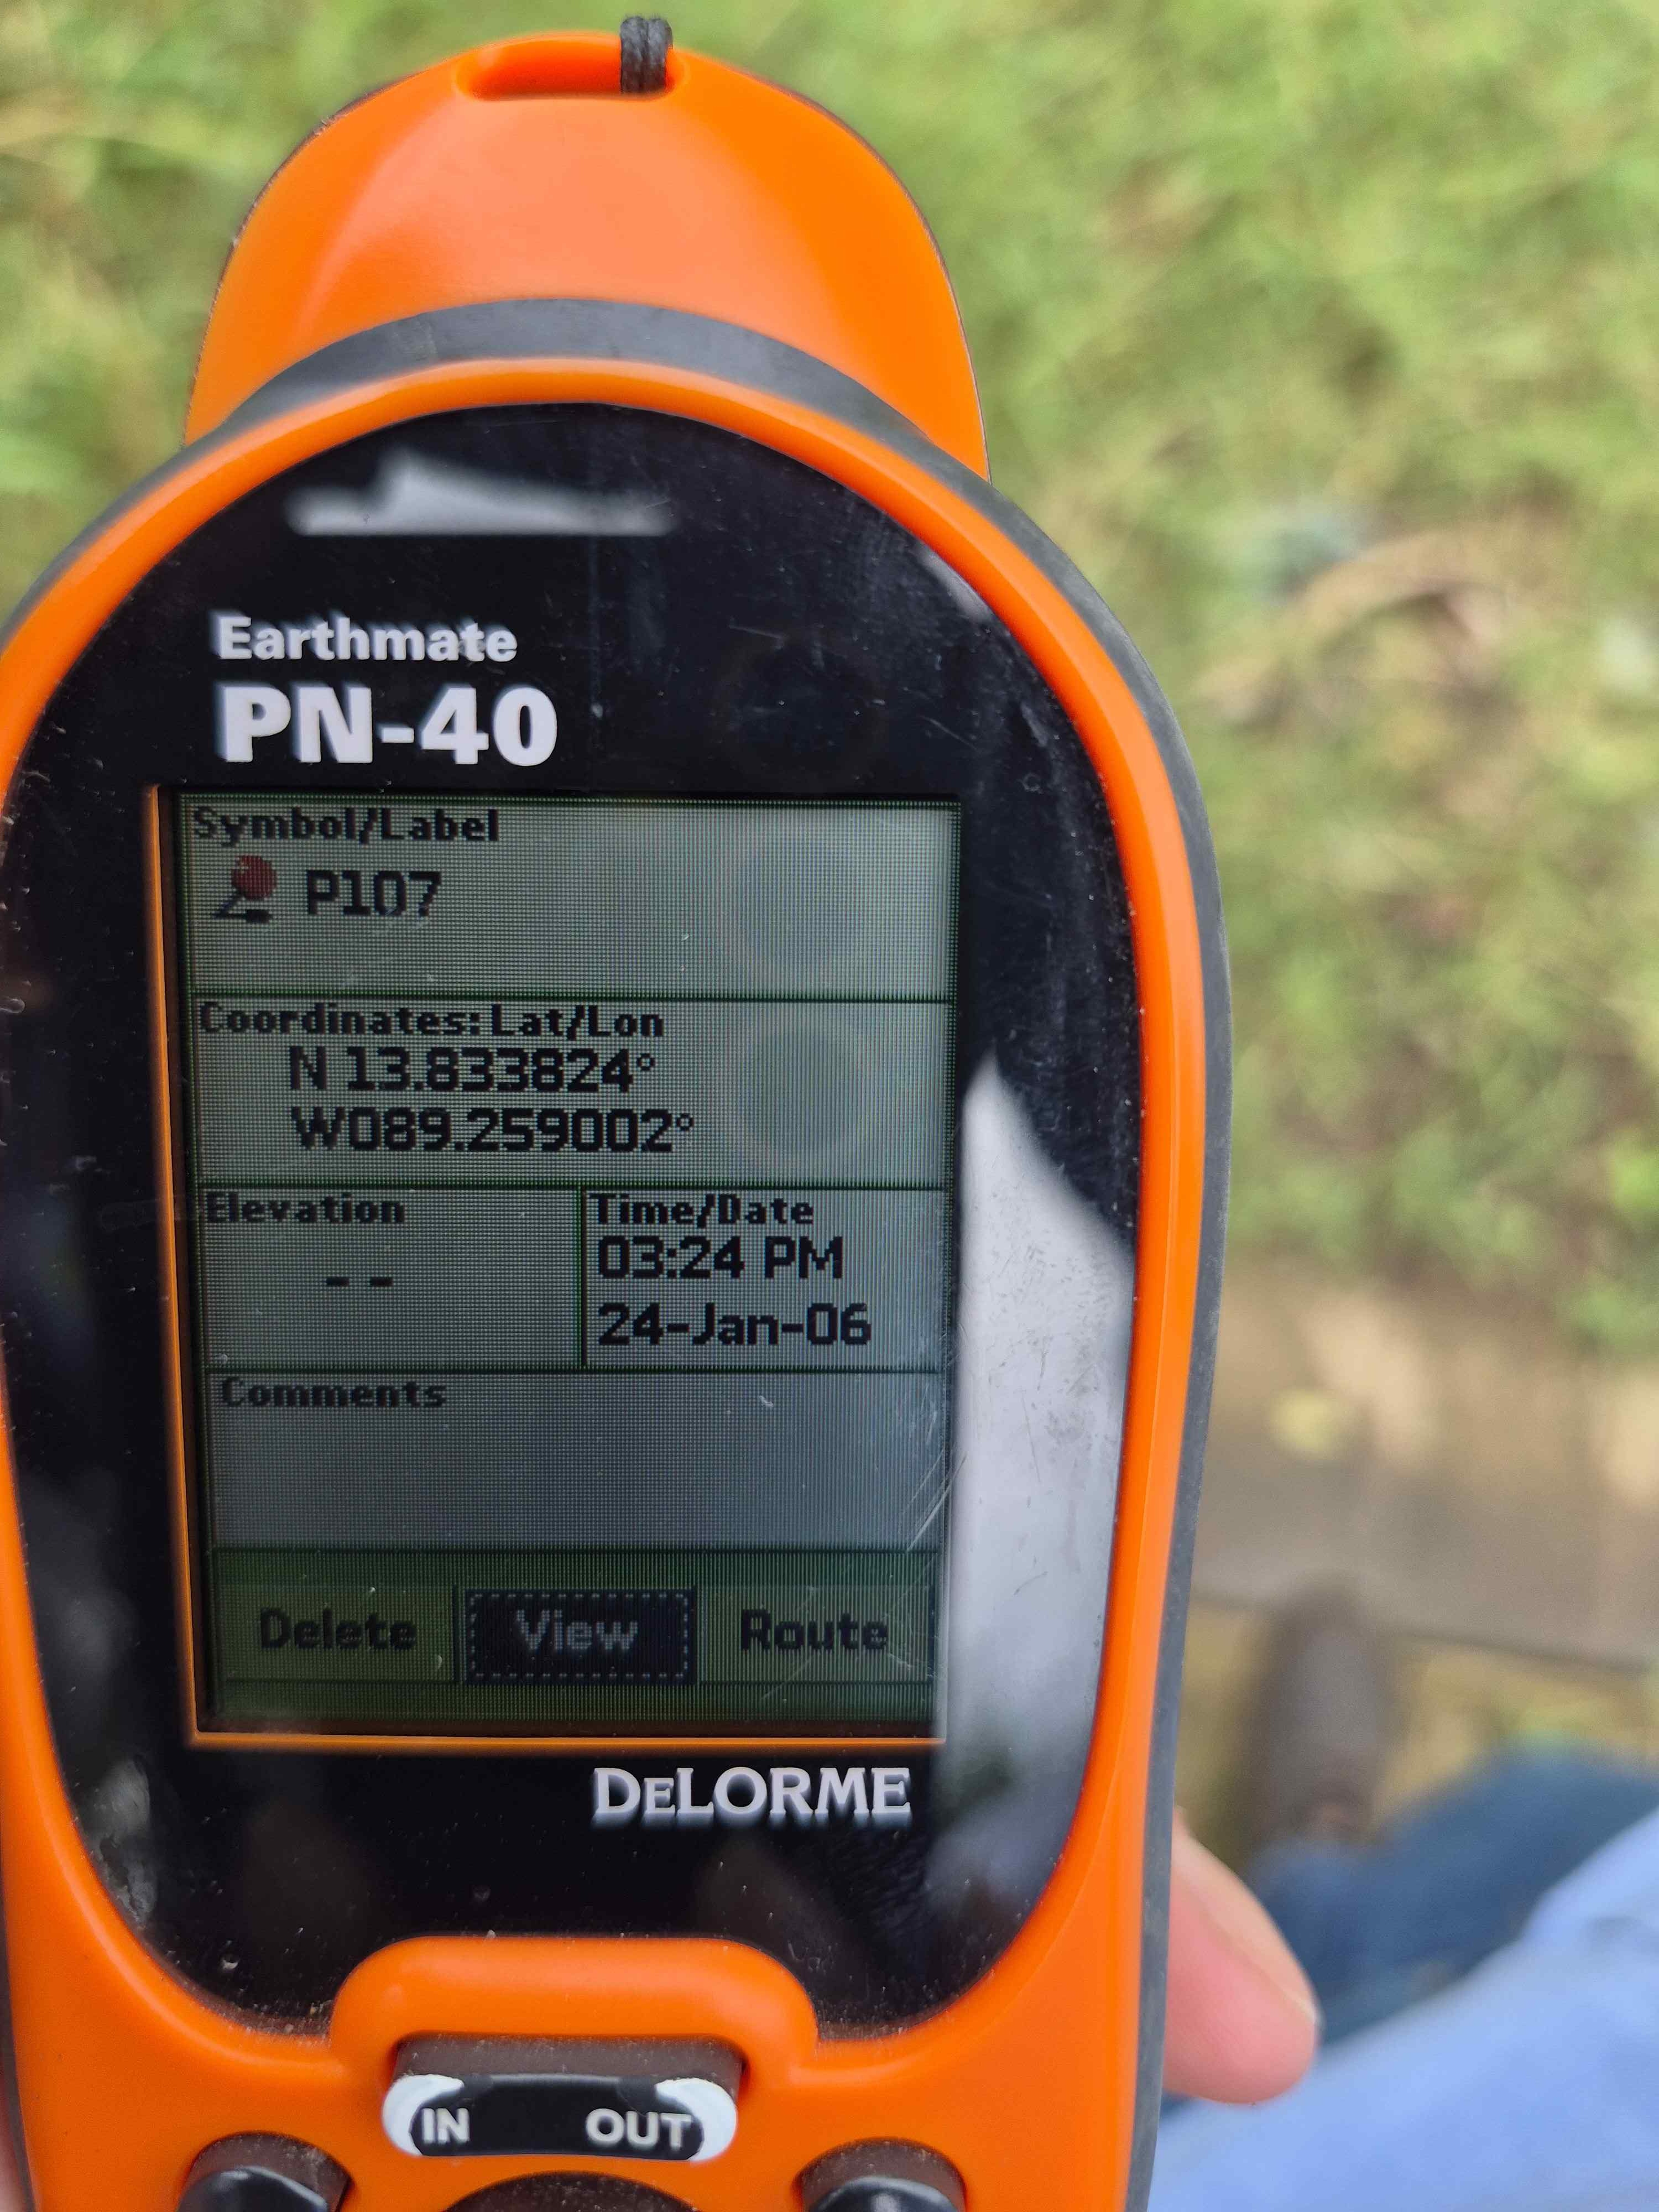 Earthmate
PN-40
Symbol/Label
P107
Coordinates: Lat/Lon
N 13.833824°
W089.259002°
Elevation
- -
Time/Date
03:24 PM
24-Jan-06
Comments
Delete View Route
DELORME
IN OUT